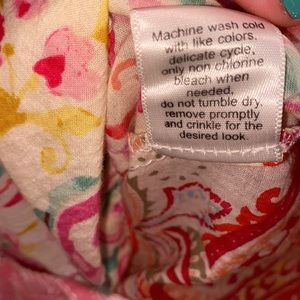 Machine wash cold
with like colors,
delicate cycle,
only non chlorine
bleach when
needed,
do not tumble dry,
remove promptly
and crinkle for the
desired look.